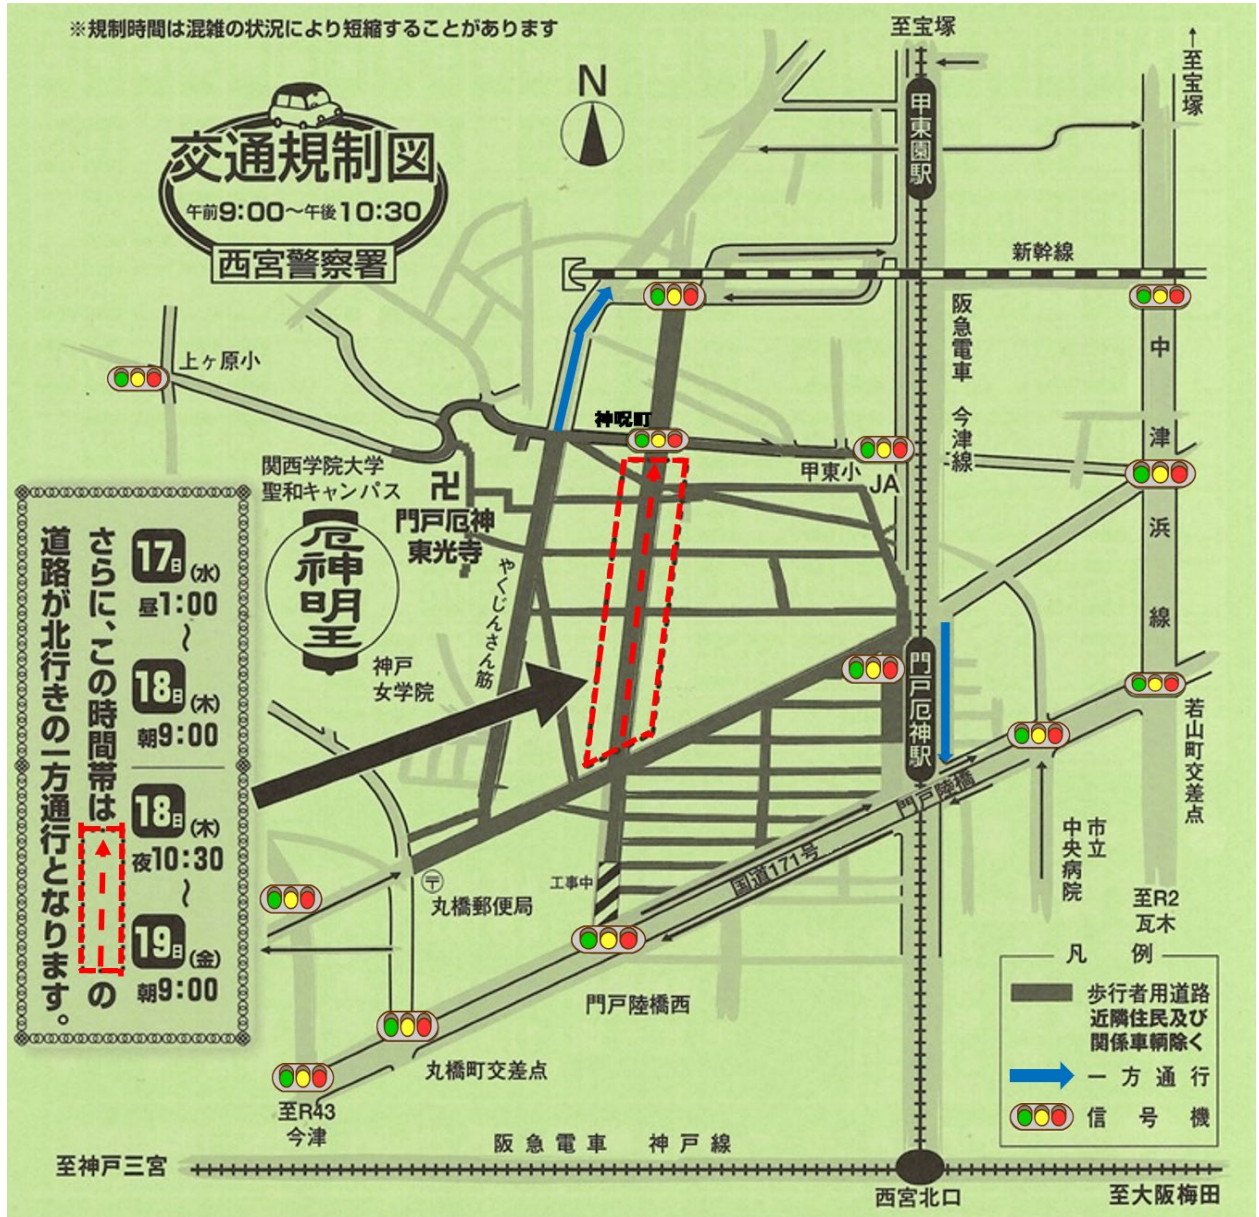 ※規制時間は混雑の状況により短縮することがあります
交通規制図
午前9:00～午後10:30
西宮警察署
N
至宝塚
↑至宝塚
甲東園駅
新幹線
阪急電車 今津線
中津浜線
上ヶ原小
神呪町
甲東小
JA
関西学院大学
聖和キャンパス
卍
門戸厄神
東光寺
厄神明王
やくじんさん筋
神戸
女学院
門戸厄神駅
門戸陸橋
若山町交差点
国道171号
市立
中央病院
工事中
〒
丸橋郵便局
門戸陸橋西
丸橋町交差点
至R43
今津
至R2
瓦木
17日(水)
昼1:00
～
18日(木)
朝9:00
18日(木)
夜10:30
～
19日(金)
朝9:00
さらに、この時間帯は の
道路が北行きの一方通行となります。
凡 例
歩行者用道路
近隣住民及び
関係車輌除く
一方通行
信号機
阪急電車 神戸線
至神戸三宮
西宮北口
至大阪梅田